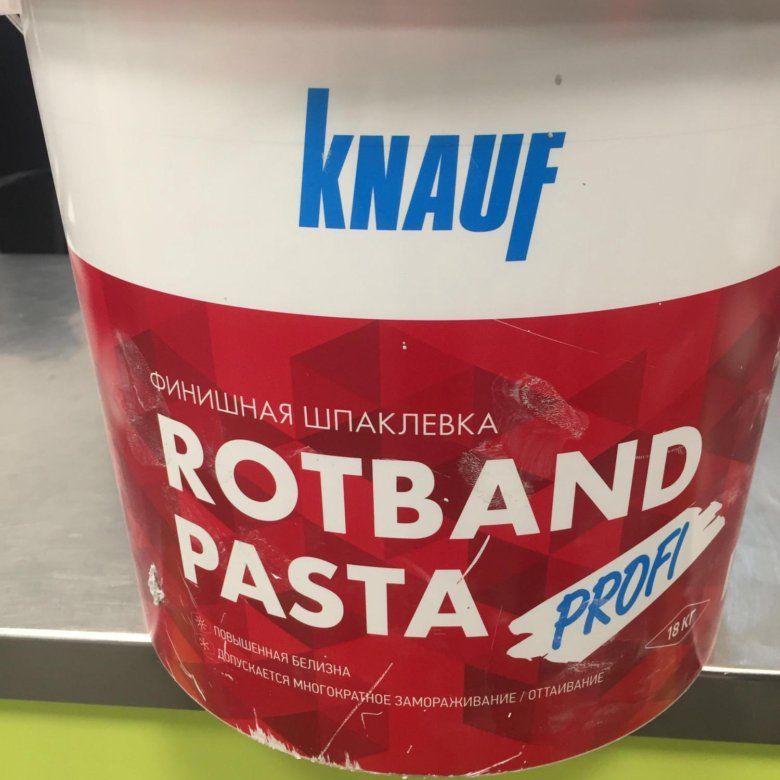 KNAUF
ФИНИШНАЯ ШПАКЛЕВКА
ROTBAND
PASTA
PROFI
18 КГ
ПОВЫШЕННАЯ БЕЛИЗНА
ДОПУСКАЕТСЯ МНОГОКРАТНОЕ ЗАМОРАЖИВАНИЕ / ОТТАИВАНИЕ